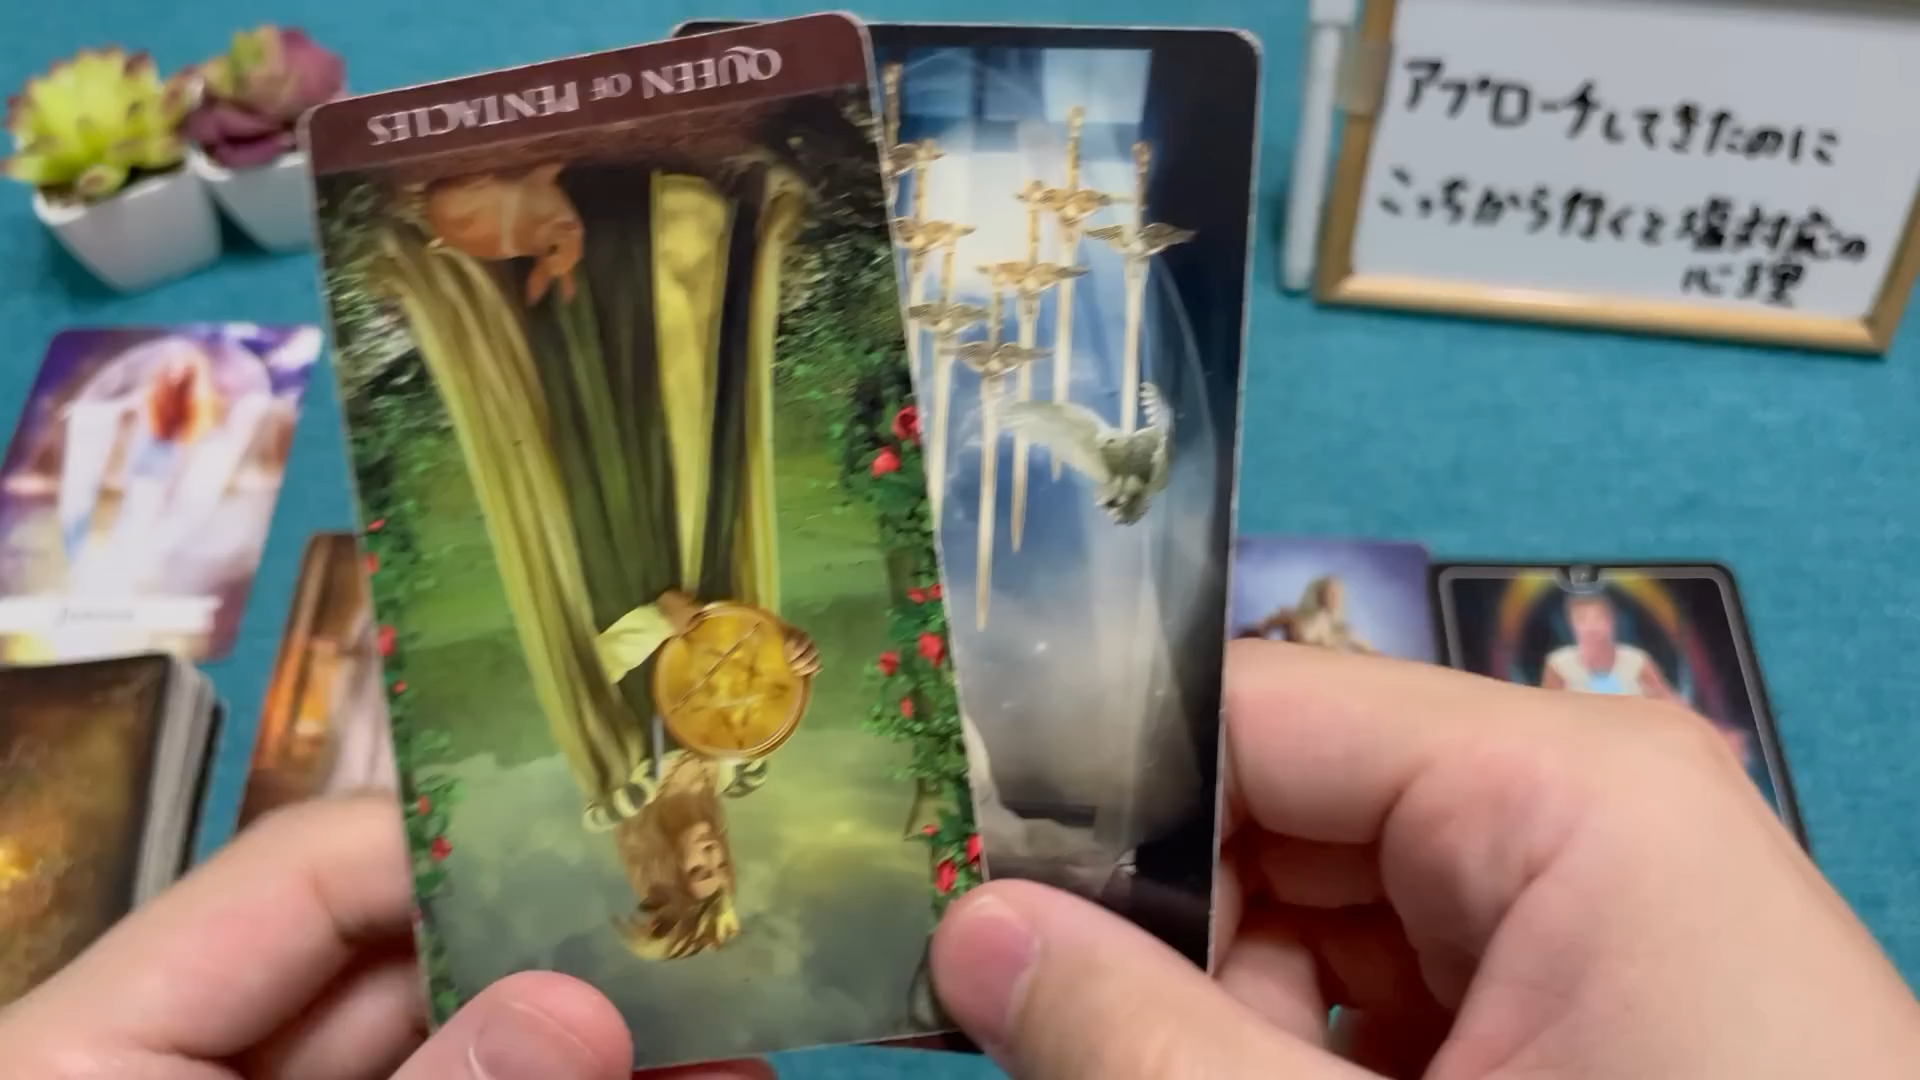 QUEEN OF PENTACLES
アプローチしてきたのに
こっちから行くと塩対応の
心理